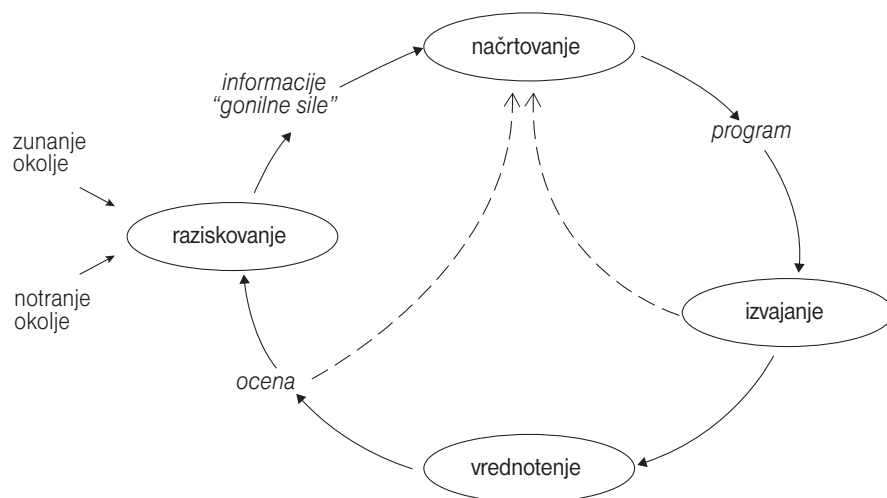 načrtovanje
informacije
“gonilne sile”
program
zunanje
okolje
raziskovanje
notranje
okolje
izvajanje
ocena
vrednotenje